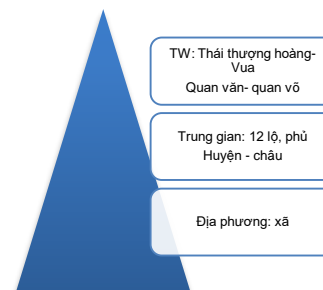 TW: Thái thượng hoàng-
Vua
Quan văn- quan võ
Trung gian: 12 lộ, phủ
Huyện - châu
Địa phương: xã